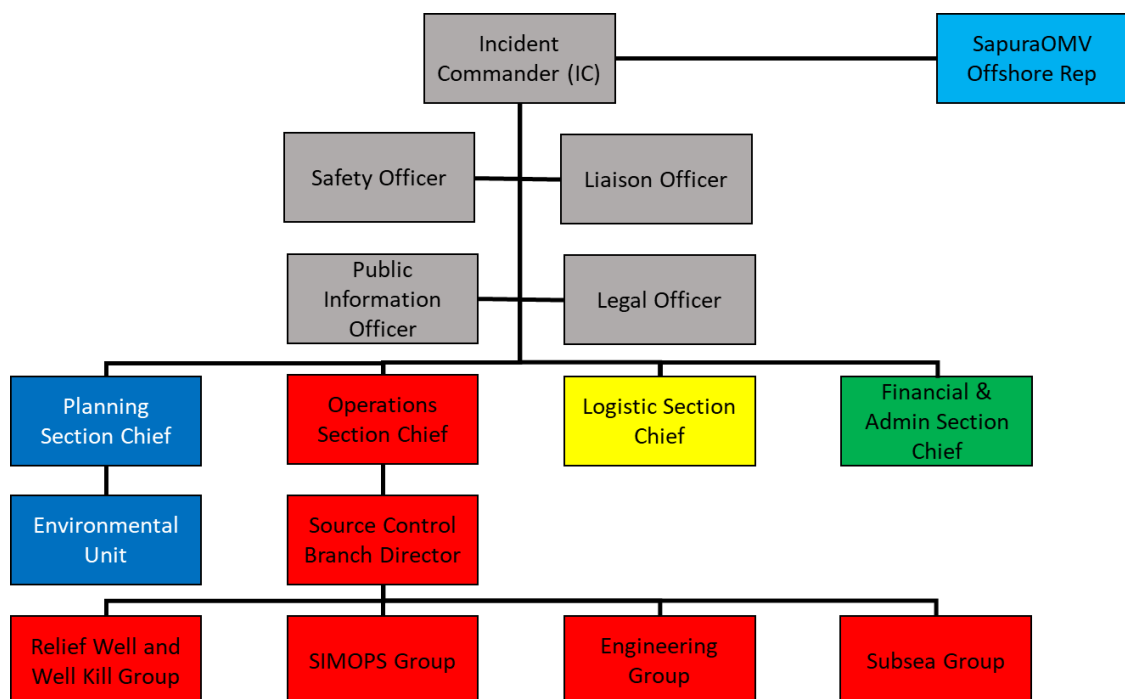 Incident
Commander (IC)
SapuraOMV
Offshore Rep
Safety Officer
Liaison Officer
Public
Information
Officer
Legal Officer
Planning
Section Chief
Operations
Section Chief
Logistic Section
Chief
Financial &
Admin Section
Chief
Environmental
Unit
Source Control
Branch Director
Relief Well and
Well Kill Group
SIMOPS Group
Engineering
Group
Subsea Group